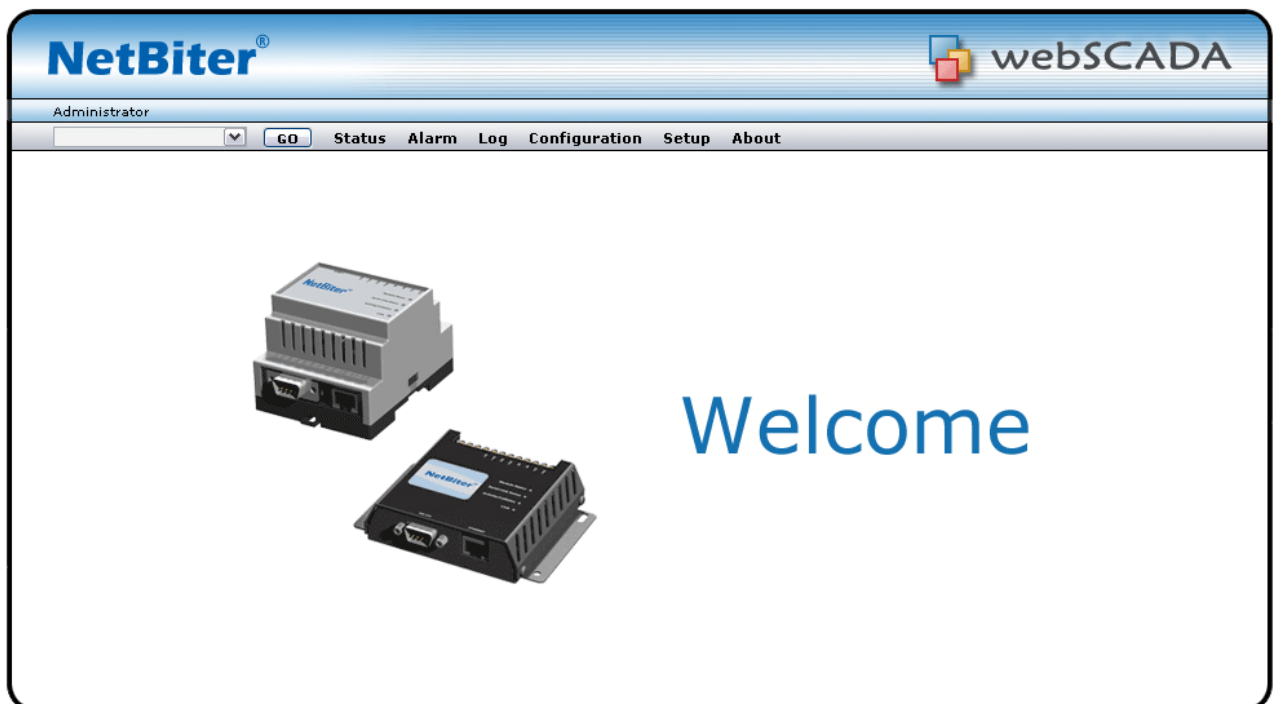 NetBiter®
webSCADA
Administrator
GO Status Alarm Log Configuration Setup About
NetBiter®
Welcome
NetBiter®